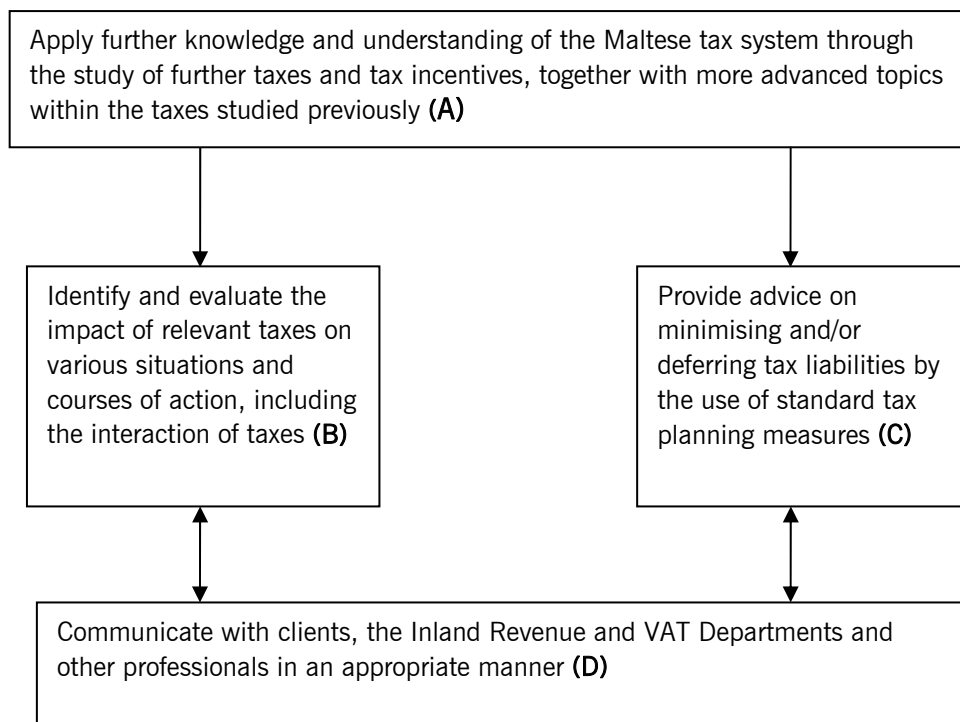 Apply further knowledge and understanding of the Maltese tax system through
the study of further taxes and tax incentives, together with more advanced topics
within the taxes studied previously (A)
Identify and evaluate the
impact of relevant taxes on
various situations and
courses of action, including
the interaction of taxes (B)
Provide advice on
minimising and/or
deferring tax liabilities by
the use of standard tax
planning measures (C)
Communicate with clients, the Inland Revenue and VAT Departments and
other professionals in an appropriate manner (D)